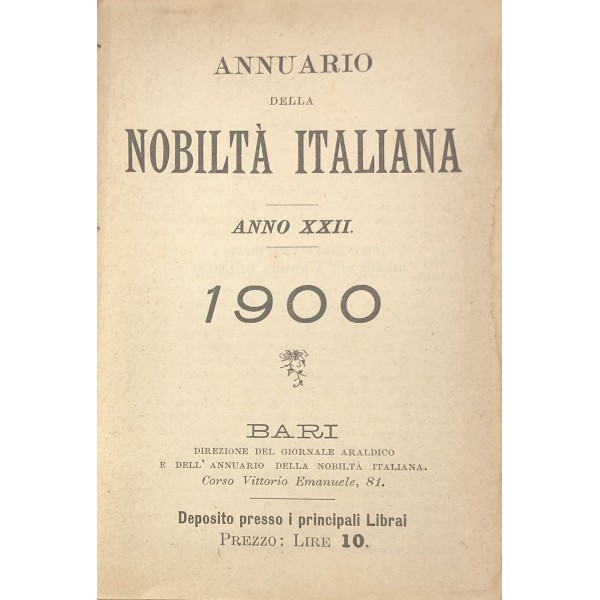 ANNUARIO
DELLA
NOBILTÀ ITALIANA
ANNO XXII.
1900
BARI
DIREZIONE DEL GIORNALE ARALDICO
E DELL' ANNUARIO DELLA NOBILTÀ ITALIANA.
Corso Vittorio Emanuele, 81.
Deposito presso i principali Librai
PREZZO: LIRE 10.